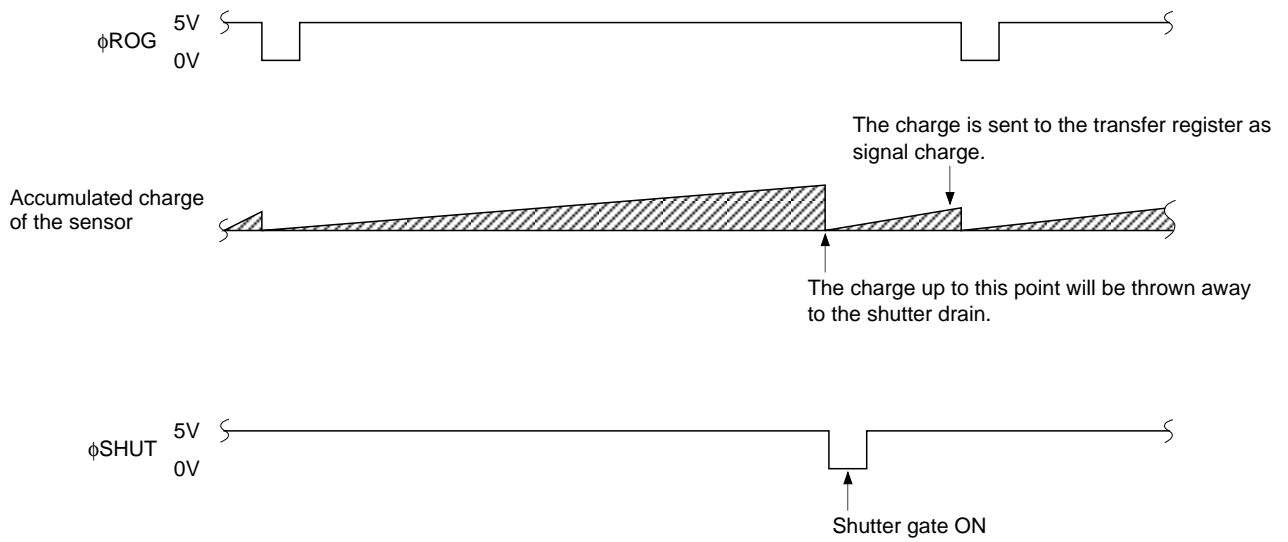 5V
φROG
0V
The charge is sent to the transfer register as
signal charge.
Accumulated charge
of the sensor
The charge up to this point will be thrown away
to the shutter drain.
5V
φSHUT
0V
Shutter gate ON